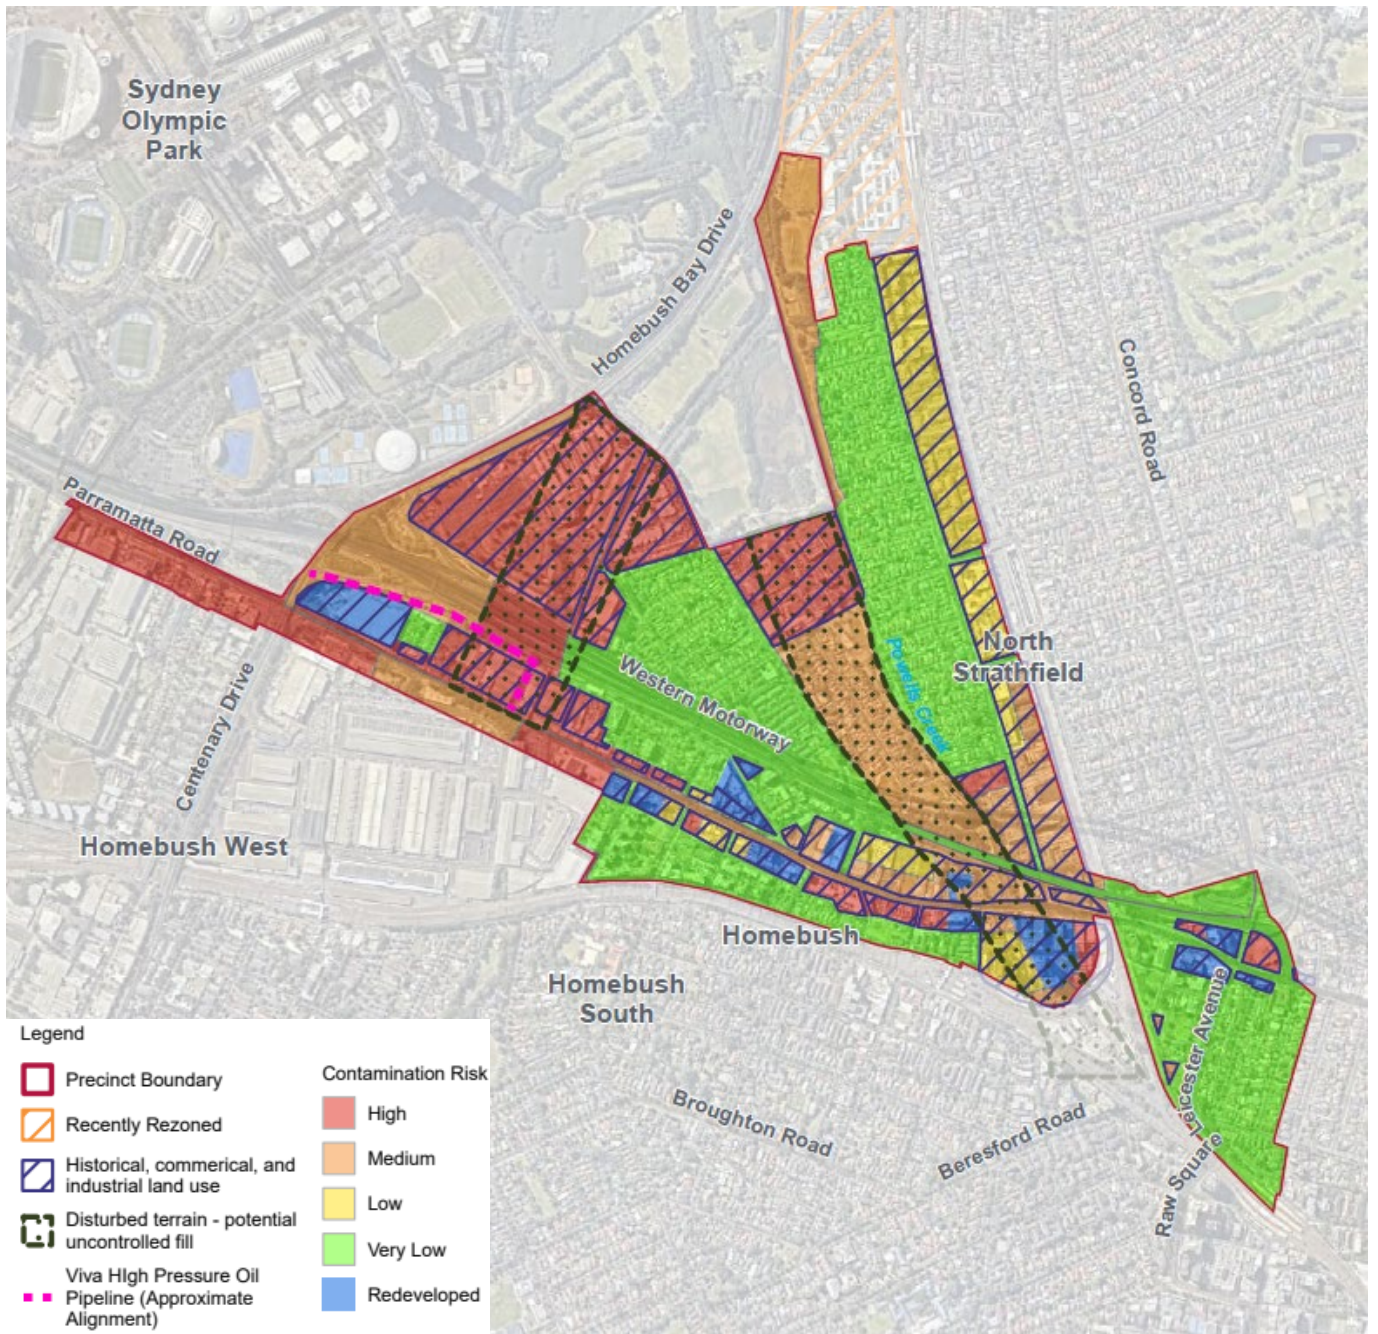 Sydney
Olympic
Park
Homebush Bay Drive
Concord Road
Parramatta Road
North
Strathfield
Powells Creek
Western Motorway
Centenary Drive
Homebush West
Homebush
Homebush
South
Leicester Avenue
Broughton Road
Beresford Road
Raw Square
Legend
Precinct Boundary
Recently Rezoned
Historical, commerical, and
industrial land use
Disturbed terrain - potential
uncontrolled fill
Viva HIgh Pressure Oil
Pipeline (Approximate
Alignment)
Contamination Risk
High
Medium
Low
Very Low
Redeveloped